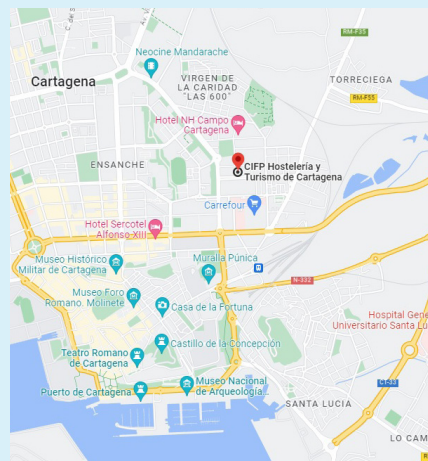 RM-F35
Neocine Mandarache
Cartagena
VIRGEN DE
LA CARIDAD
"LAS 600"
TORRECIEGA
RM-F55
Hotel NH Campo
Cartagena
ENSANCHE
CIFP Hostelería y
Turismo de Cartagena
Carrefour
Hotel Sercotel
Alfonso XIII
Museo Histórico
Militar de Cartagena
Muralla Púnica
N-332
Museo Foro
Romano. Molinete
Casa de la Fortuna
Hospital Gene
Universitario Santa Lu
Castillo de la Concepción
Teatro Romano
de Cartagena
Museo Nacional
de Arqueología...
Puerto de Cartagena
CT-33
SANTA LUCIA
LO CAM